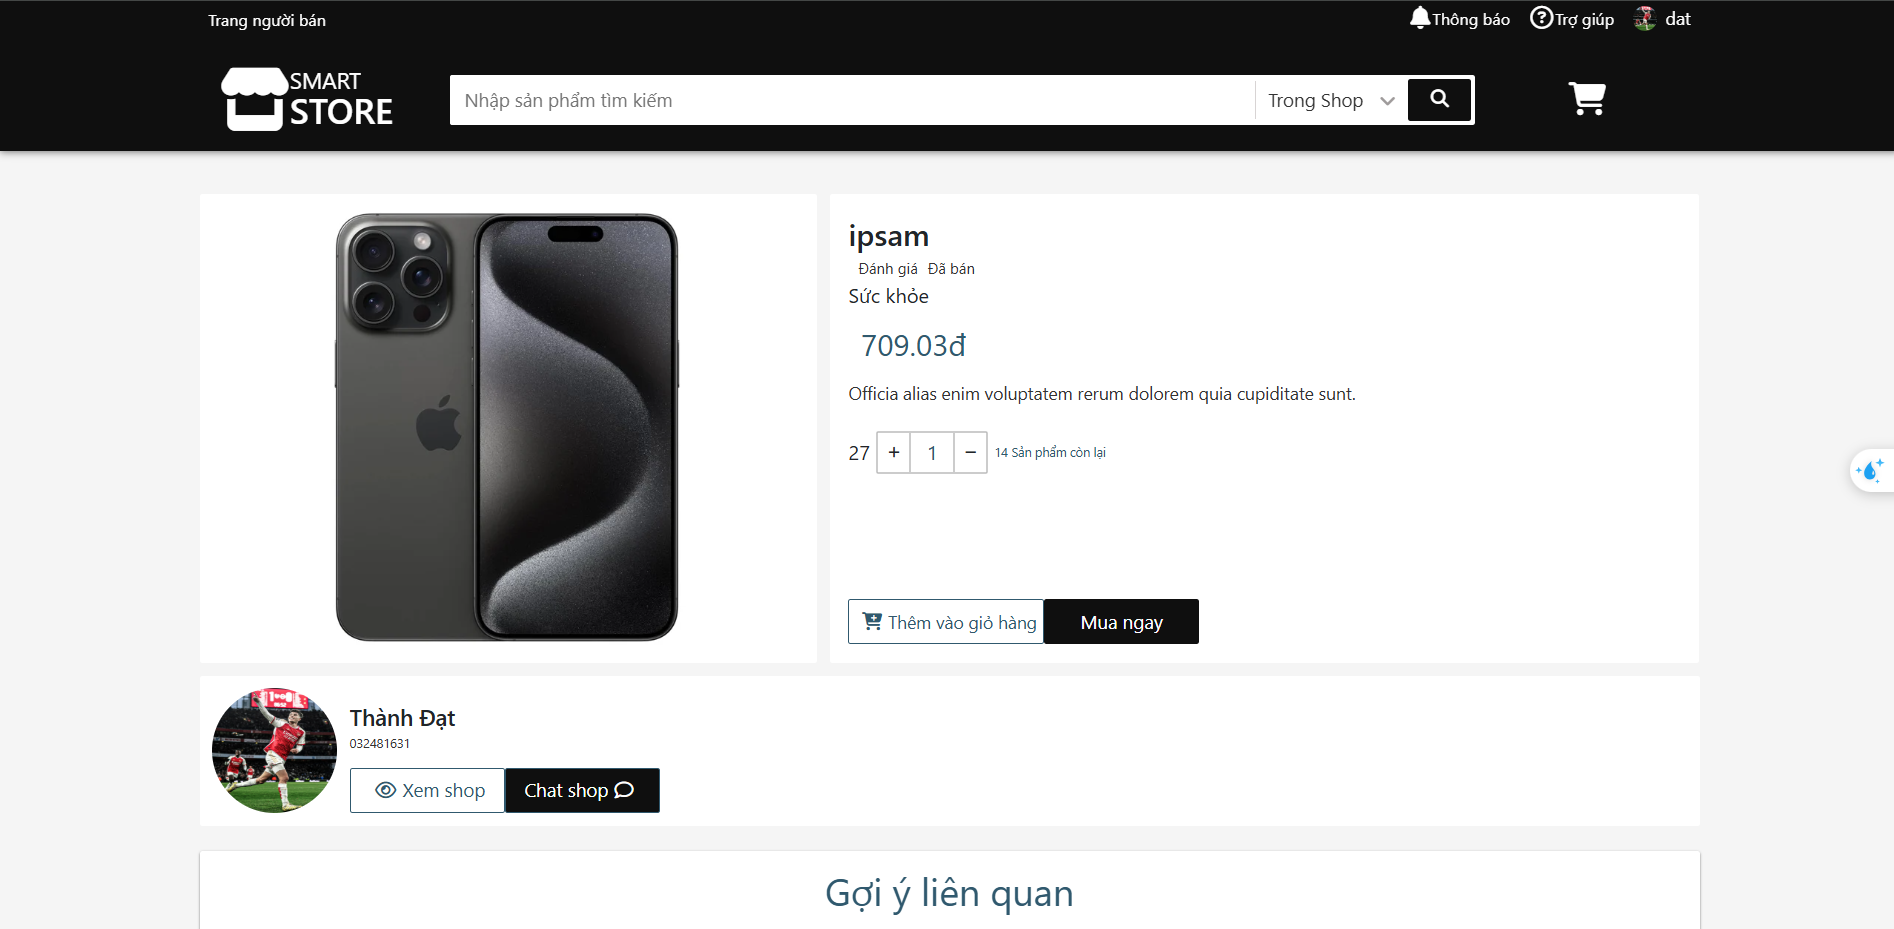 Trang người bán
Thông báo
Trợ giúp
dat
SMART
STORE
Nhập sản phẩm tìm kiếm
Trong Shop
ipsam
Đánh giá Đã bán
Sức khỏe
709.03đ
Officia alias enim voluptatem rerum dolorem quia cupiditate sunt.
27 + 1 − 14 Sản phẩm còn lại
Thêm vào giỏ hàng
Mua ngay
Thành Đạt
032481631
Xem shop
Chat shop
Gợi ý liên quan